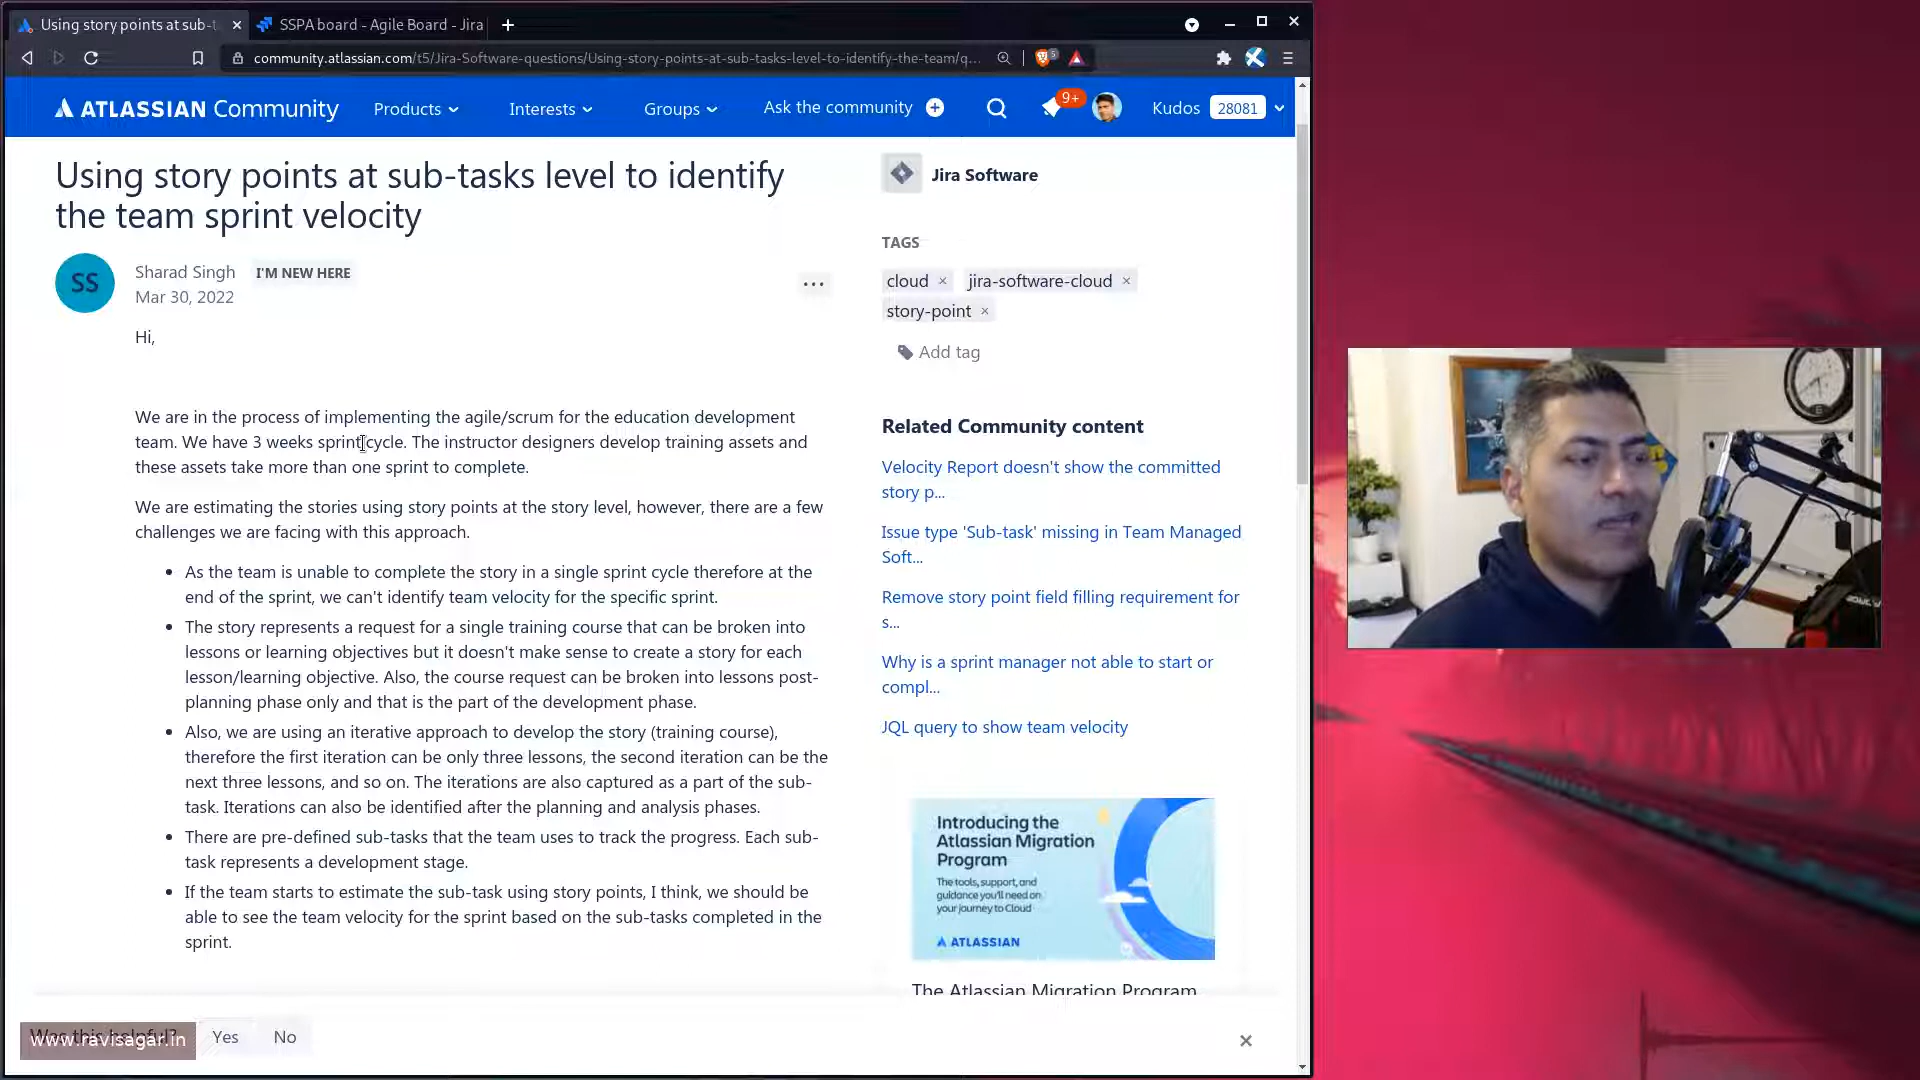 Using story points at sub-t
SSPA board - Agile Board - Jira
community.atlassian.com/t5/Jira-Software-questions/Using-story-points-at-sub-tasks-level-to-identify-the-team/q...
5
ATLASSIAN Community
Products
Interests
Groups
Ask the community
9+
Kudos
28081
Using story points at sub-tasks level to identify
the team sprint velocity
SS
Sharad Singh
I'M NEW HERE
Mar 30, 2022
Hi,
We are in the process of implementing the agile/scrum for the education development
team. We have 3 weeks sprint cycle. The instructor designers develop training assets and
these assets take more than one sprint to complete.
We are estimating the stories using story points at the story level, however, there are a few
challenges we are facing with this approach.
• As the team is unable to complete the story in a single sprint cycle therefore at the
end of the sprint, we can't identify team velocity for the specific sprint.
• The story represents a request for a single training course that can be broken into
lessons or learning objectives but it doesn't make sense to create a story for each
lesson/learning objective. Also, the course request can be broken into lessons post-
planning phase only and that is the part of the development phase.
• Also, we are using an iterative approach to develop the story (training course),
therefore the first iteration can be only three lessons, the second iteration can be the
next three lessons, and so on. The iterations are also captured as a part of the sub-
task. Iterations can also be identified after the planning and analysis phases.
• There are pre-defined sub-tasks that the team uses to track the progress. Each sub-
task represents a development stage.
• If the team starts to estimate the sub-task using story points, I think, we should be
able to see the team velocity for the sprint based on the sub-tasks completed in the
sprint.
Jira Software
TAGS
cloud ×
jira-software-cloud ×
story-point ×
Add tag
Related Community content
Velocity Report doesn't show the committed
story p...
Issue type 'Sub-task' missing in Team Managed
Soft...
Remove story point field filling requirement for
s...
Why is a sprint manager not able to start or
compl...
JQL query to show team velocity
Introducing the
Atlassian Migration
Program
The tools, support, and
guidance you'll need on
your journey to Cloud
ATLASSIAN
The Atlassian Migration Program
Was this helpful?
Yes
No
www.ravisagar.in